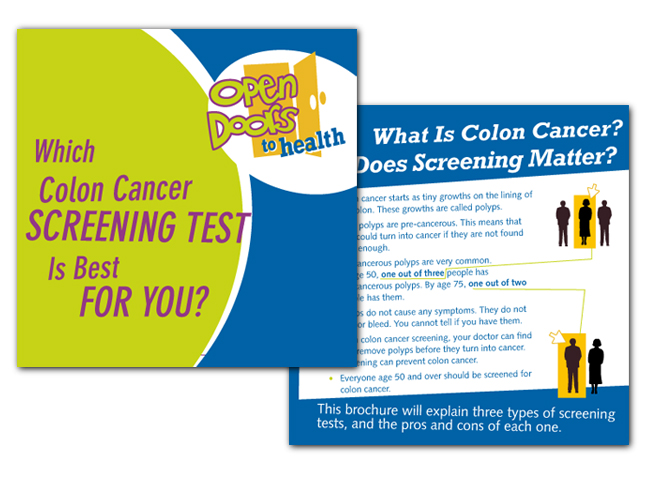 Which
Colon Cancer
SCREENING TEST
Is Best
FOR YOU?
Open
Doors
to health
What Is Colon Cancer?
Does Screening Matter?
cancer starts as tiny growths on the lining of
colon. These growths are called polyps.
polyps are pre-cancerous. This means that
could turn into cancer if they are not found
enough.
ancerous polyps are very common.
ge 50, one out of three people has
ancerous polyps. By age 75, one out of two
le has them.
ps do not cause any symptoms. They do not
or bleed. You cannot tell if you have them.
colon cancer screening, your doctor can find
remove polyps before they turn into cancer.
eening can prevent colon cancer.
• Everyone age 50 and over should be screened for
colon cancer.
This brochure will explain three types of screening
tests, and the pros and cons of each one.